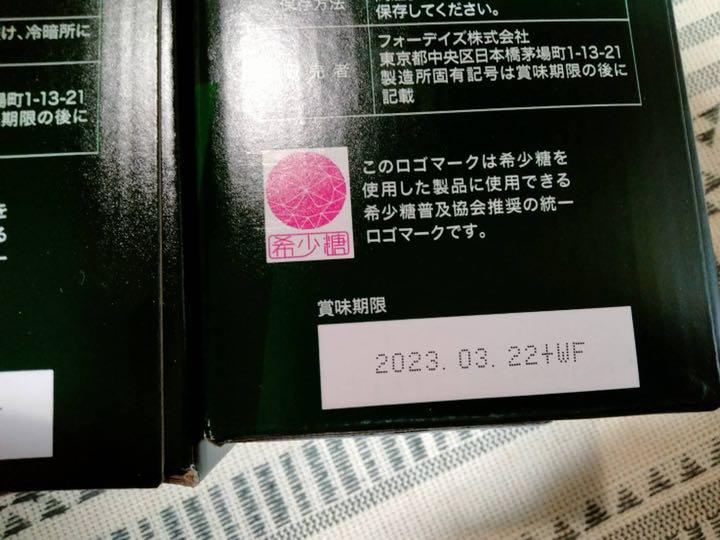 け、冷暗所に
町1-13-21
期限の後に
保存方法
保存してください。
フォーデイズ株式会社
東京都中央区日本橋茅場町1-13-21
売者
製造所固有記号は賞味期限の後に
記載
このロゴマークは希少糖を
使用した製品に使用できる
希少糖普及協会推奨の統一
ロゴマークです。
希少糖
賞味期限
2023.03.22+WF